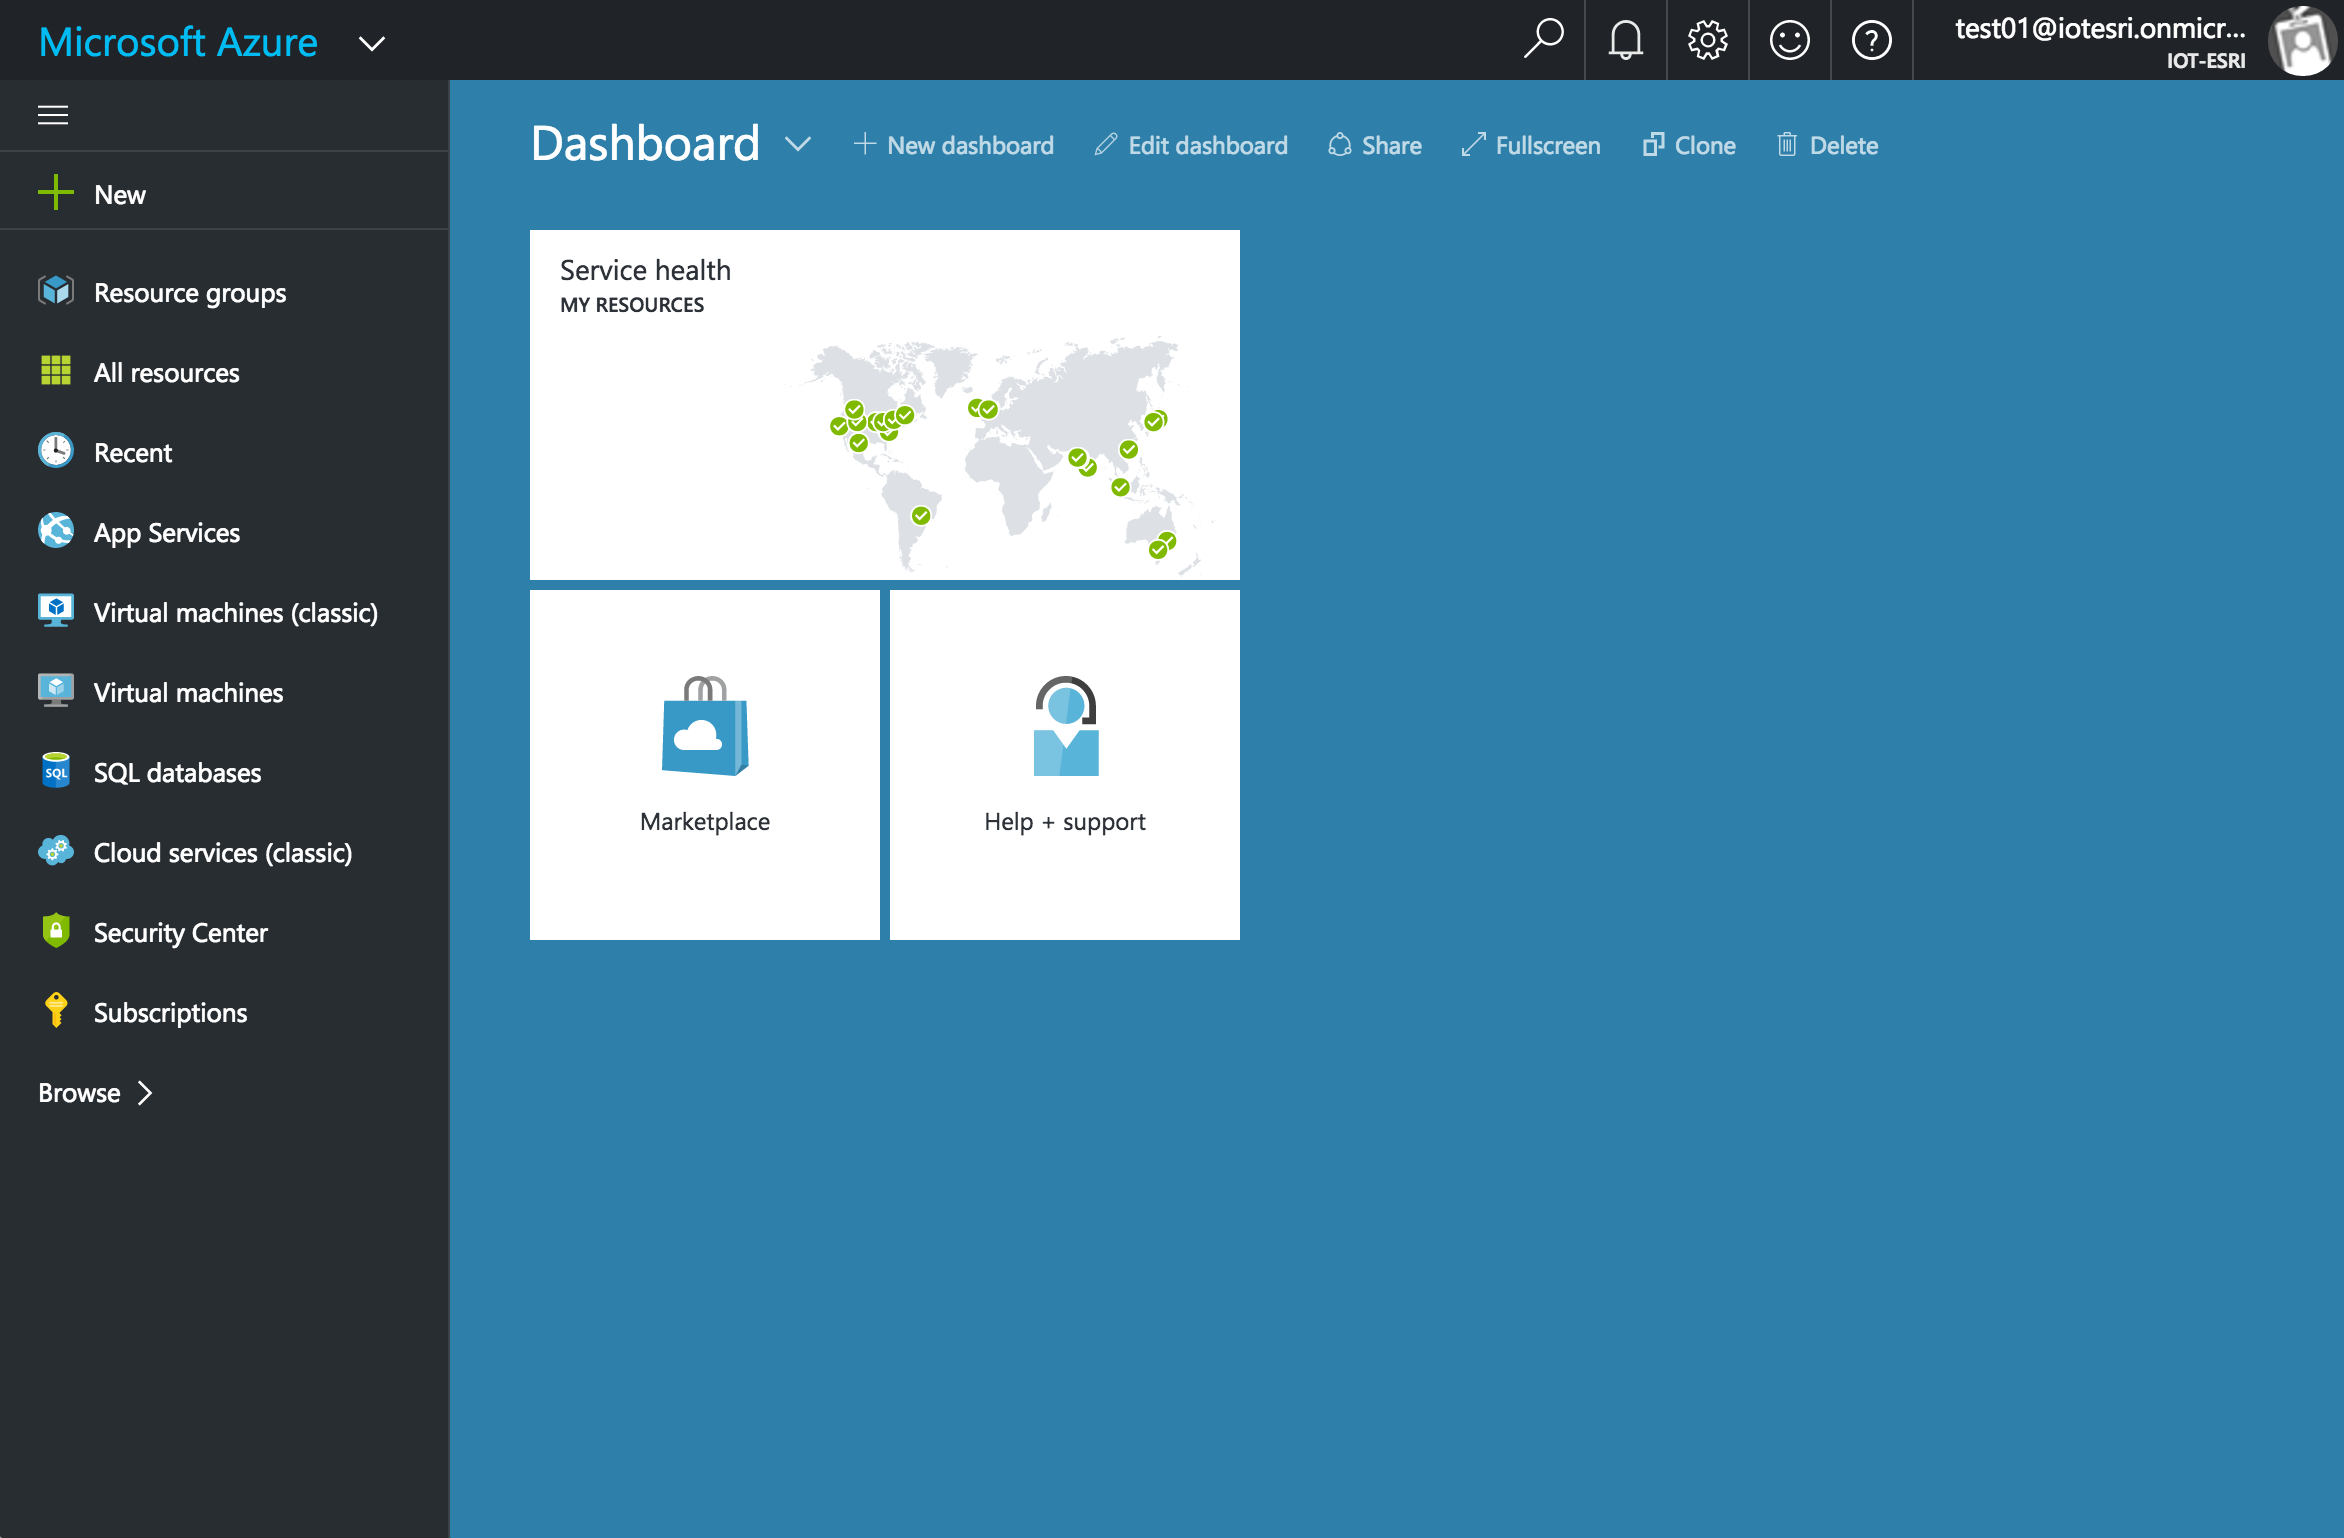 Microsoft Azure
test01@iotesri.onmicr...
IOT-ESRI
Dashboard
New dashboard
Edit dashboard
Share
Fullscreen
Clone
Delete
New
Resource groups
All resources
Recent
App Services
Virtual machines (classic)
Virtual machines
SQL
SQL databases
Cloud services (classic)
Security Center
Subscriptions
Browse
Service health
MY RESOURCES
Marketplace
Help + support